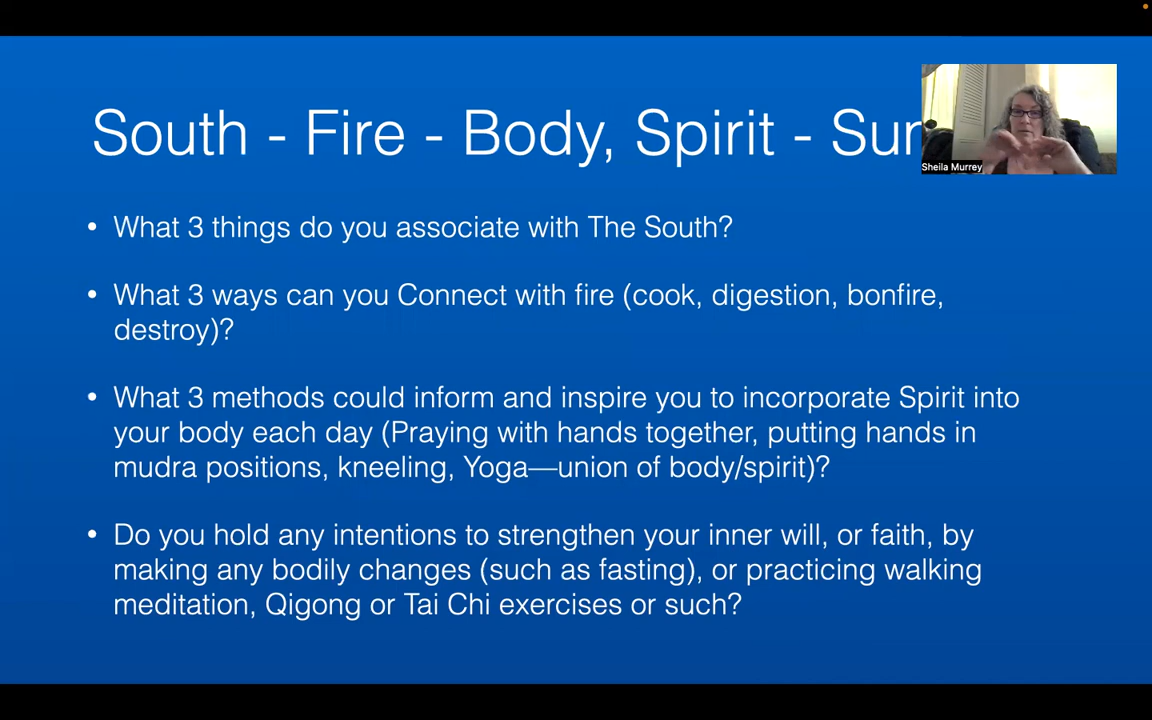 South - Fire - Body, Spirit -
Sheila Murrey
• What 3 things do you associate with The South?
• What 3 ways can you Connect with fire (cook, digestion, bonfire,
destroy)?
• What 3 methods could inform and inspire you to incorporate Spirit into
your body each day (Praying with hands together, putting hands in
mudra positions, kneeling, Yoga—union of body/spirit)?
• Do you hold any intentions to strengthen your inner will, or faith, by
making any bodily changes (such as fasting), or practicing walking
meditation, Qigong or Tai Chi exercises or such?